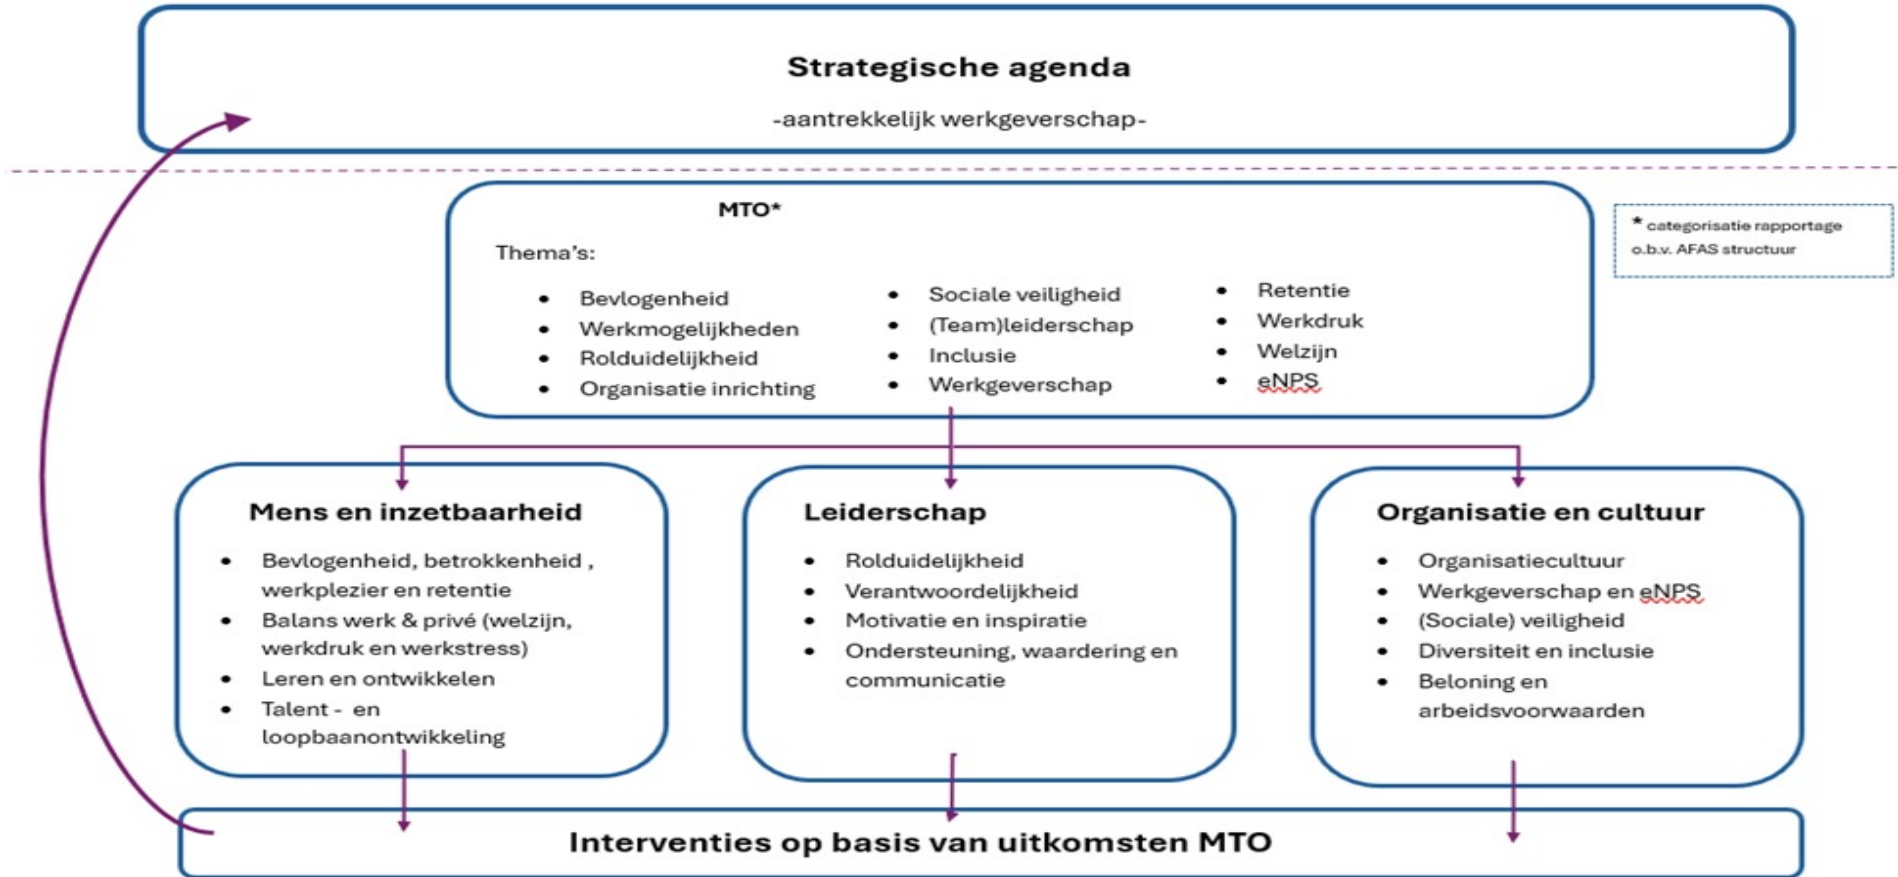 Strategische agenda
-aantrekkelijk werkgeverschap-
MTO*
* categorisatie rapportage
o.b.v. AFAS structuur
Thema's:
• Bevlogenheid
• Werkmogelijkheden
• Rolduidelijkheid
• Organisatie inrichting
• Sociale veiligheid
• (Team)leiderschap
• Inclusie
• Werkgeverschap
• Retentie
• Werkdruk
• Welzijn
• eNPS
Mens en inzetbaarheid
• Bevlogenheid, betrokkenheid ,
werkplezier en retentie
• Balans werk & privé (welzijn,
werkdruk en werkstress)
• Leren en ontwikkelen
• Talent - en
loopbaanontwikkeling
Leiderschap
• Rolduidelijkheid
• Verantwoordelijkheid
• Motivatie en inspiratie
• Ondersteuning, waardering en
communicatie
Organisatie en cultuur
• Organisatiecultuur
• Werkgeverschap en eNPS
• (Sociale) veiligheid
• Diversiteit en inclusie
• Beloning en
arbeidsvoorwaarden
Interventies op basis van uitkomsten MTO